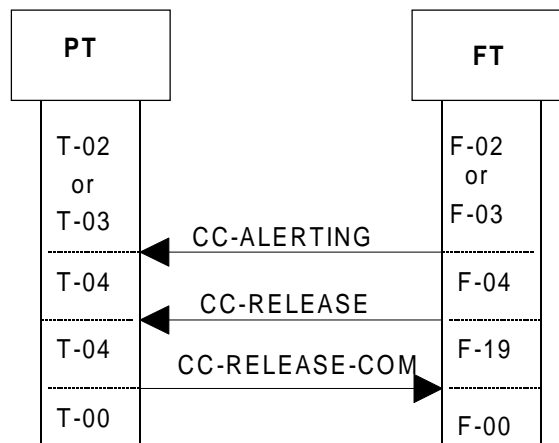 PT
FT
T-02
or
T-03
F-02
or
F-03
CC-ALERTING
T-04
F-04
CC-RELEASE
T-04
F-19
CC-RELEASE-COM
T-00
F-00